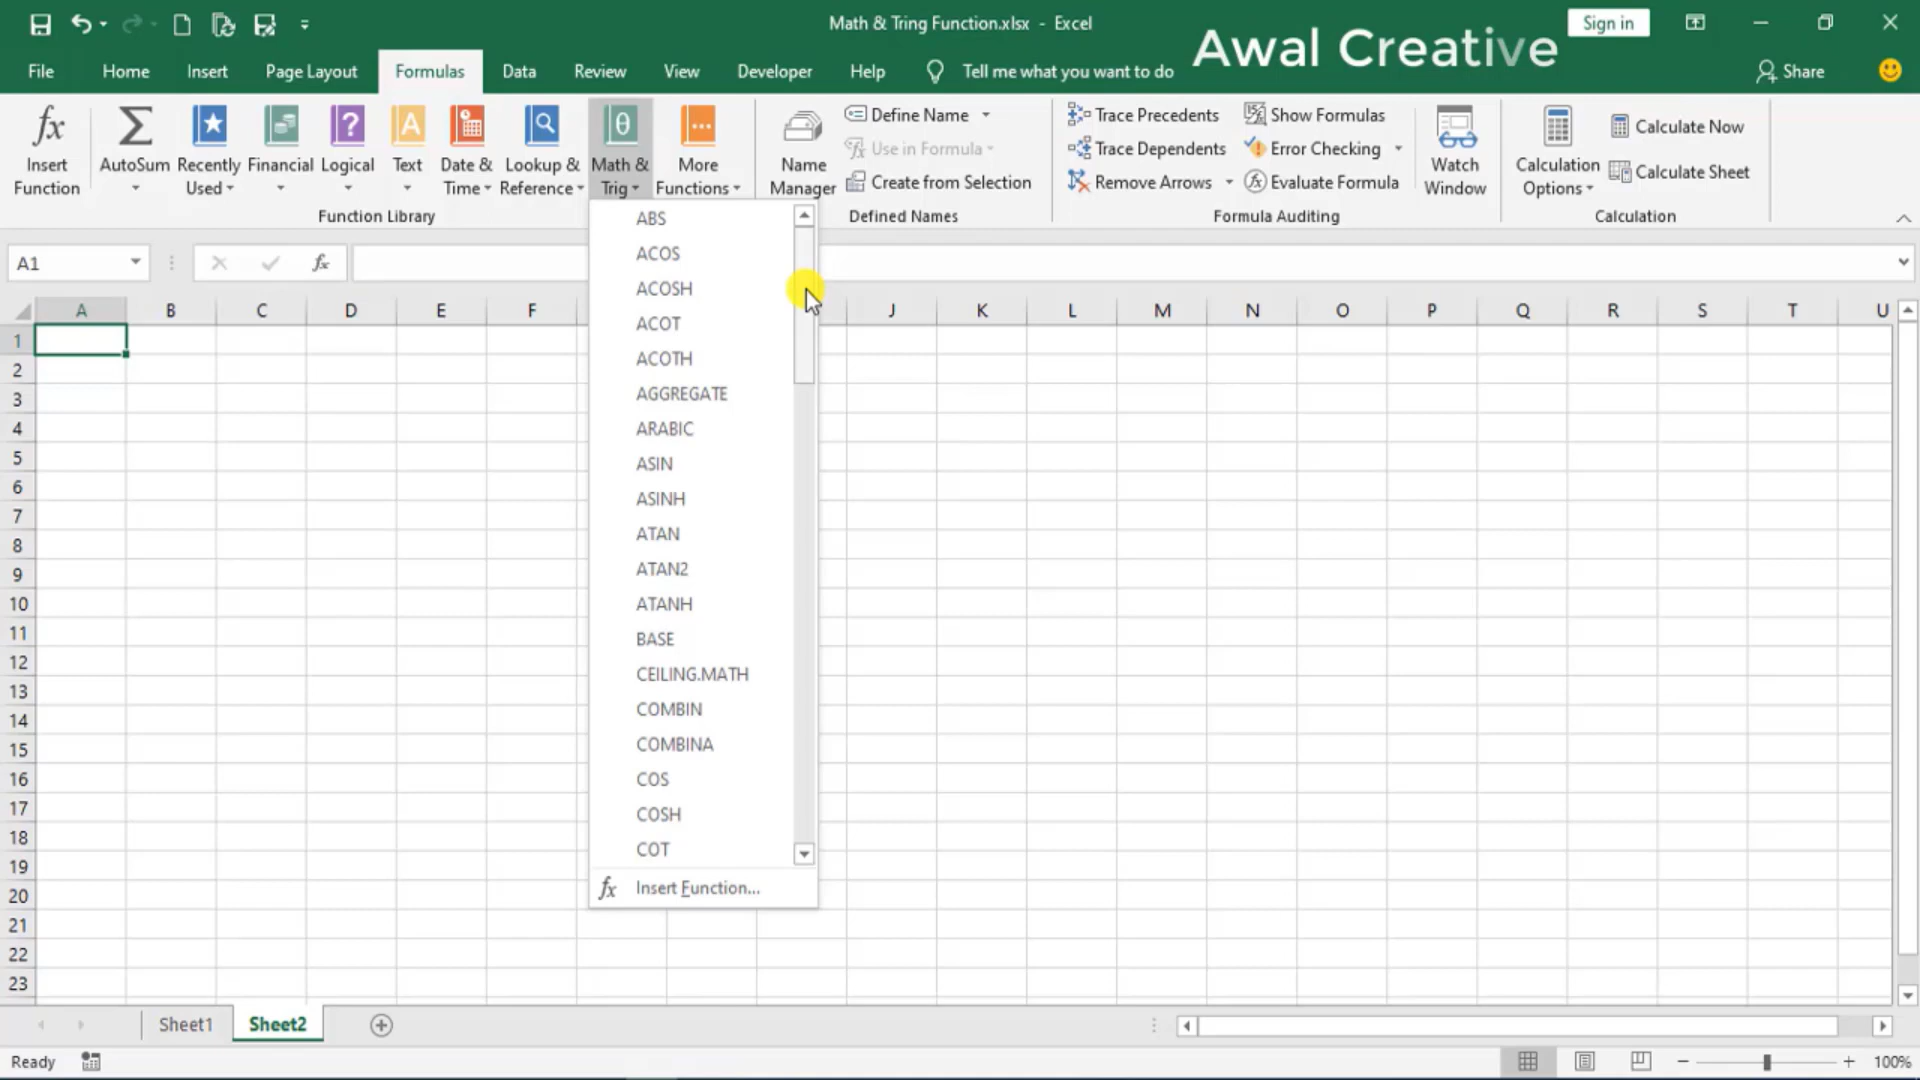 Math & Tring Function.xlsx - Excel
Awal Creative
Sign in
File Home Insert Page Layout Formulas Data Review View Developer Help Tell me what you want to do
Share
Insert Function
AutoSum
Recently Used
Financial
Logical
Text
Date & Time
Lookup & Reference
Math & Trig
More Functions
Function Library
Name Manager
Define Name
Use in Formula
Create from Selection
Defined Names
Trace Precedents
Trace Dependents
Remove Arrows
Show Formulas
Error Checking
Evaluate Formula
Formula Auditing
Watch Window
Calculation Options
Calculate Now
Calculate Sheet
Calculation
A1
fx
A B C D E F J K L M N O P Q R S T U
1
2
3
4
5
6
7
8
9
10
11
12
13
14
15
16
17
18
19
20
21
22
23
ABS
ACOS
ACOSH
ACOT
ACOTH
AGGREGATE
ARABIC
ASIN
ASINH
ATAN
ATAN2
ATANH
BASE
CEILING.MATH
COMBIN
COMBINA
COS
COSH
COT
fx Insert Function...
Sheet1 Sheet2
Ready
100%